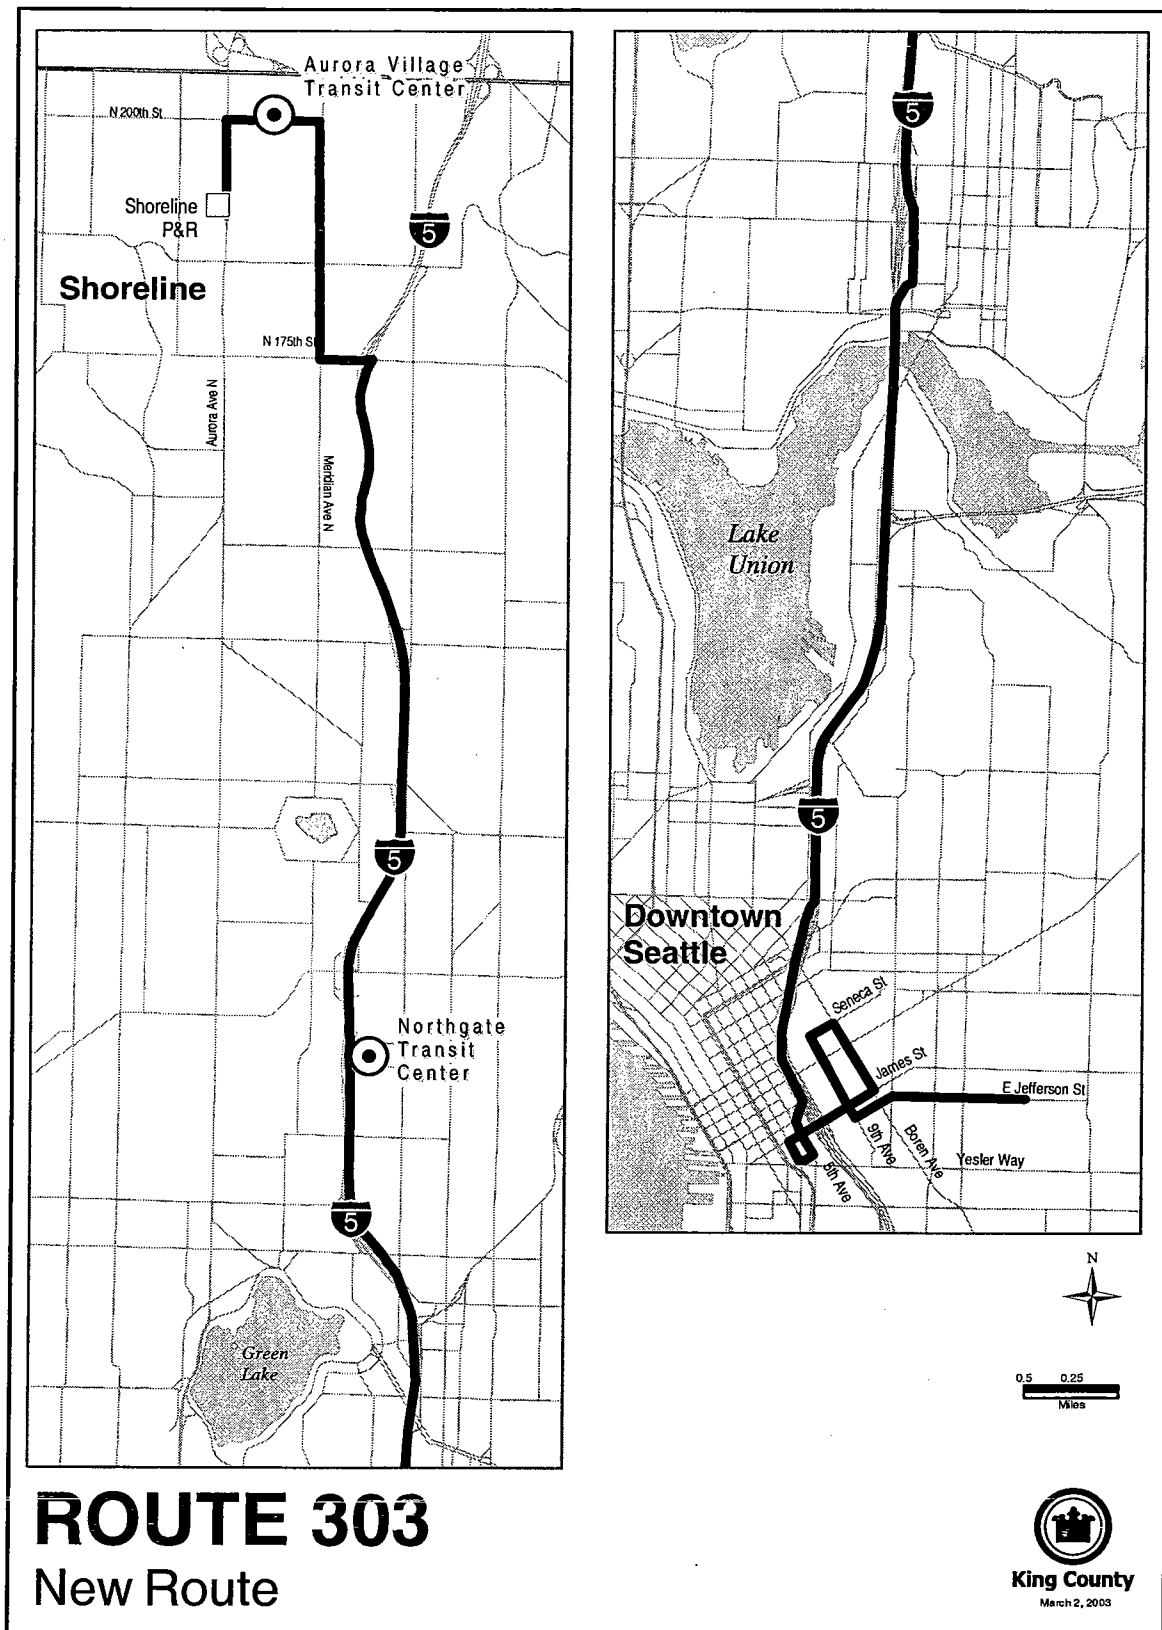 Aurora Village
Transit Center
N 200th St
Shoreline
P&R
5
Shoreline
N 175th St
Aurora Ave N
Meridian Ave N
5
Northgate
Transit
Center
5
Green
Lake
5
Lake
Union
5
Downtown
Seattle
Seneca St
James St
E Jefferson St
9th Ave
Boren Ave
Yesler Way
5th Ave
N
0.5 0.25
Miles
ROUTE 303
New Route
King County
March 2, 2003